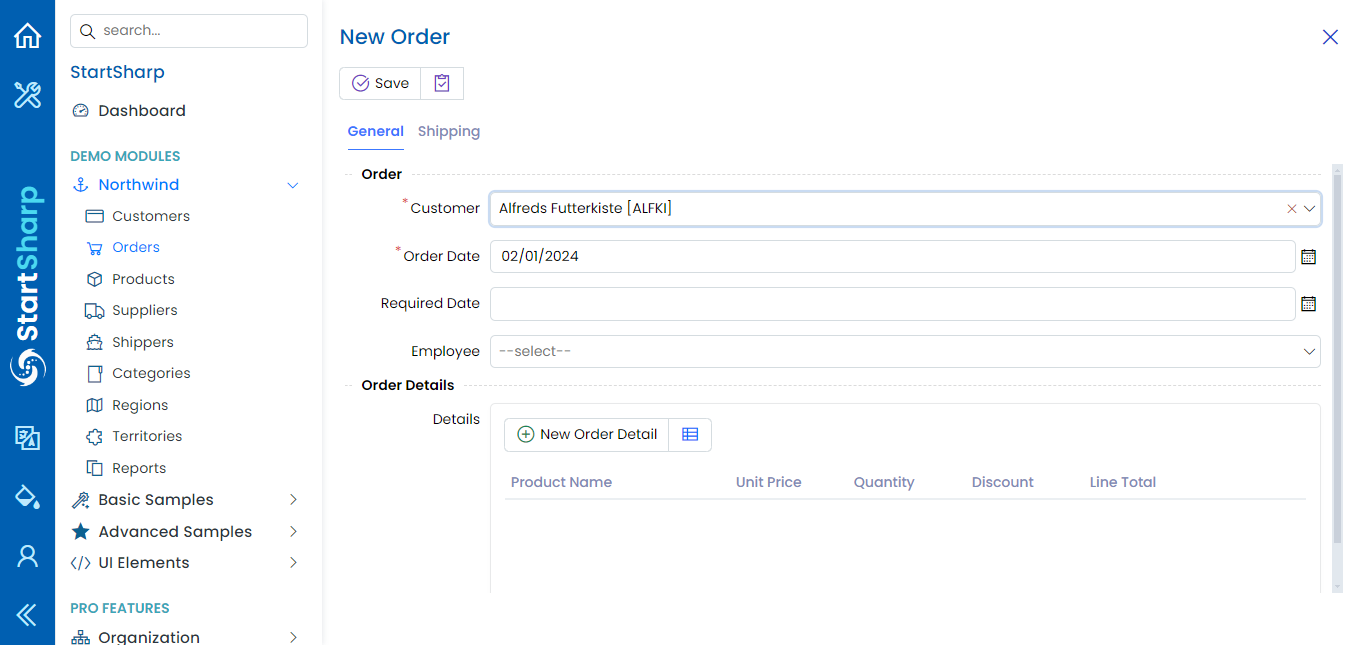 search...
StartSharp
Dashboard
DEMO MODULES
Northwind
Customers
Orders
Products
Suppliers
Shippers
Categories
Regions
Territories
Reports
Basic Samples
Advanced Samples
UI Elements
PRO FEATURES
Organization
StartSharp
New Order
Save
General Shipping
Order
*Customer Alfreds Futterkiste [ALFKI]
*Order Date 02/01/2024
Required Date
Employee --select--
Order Details
Details
New Order Detail
Product Name Unit Price Quantity Discount Line Total